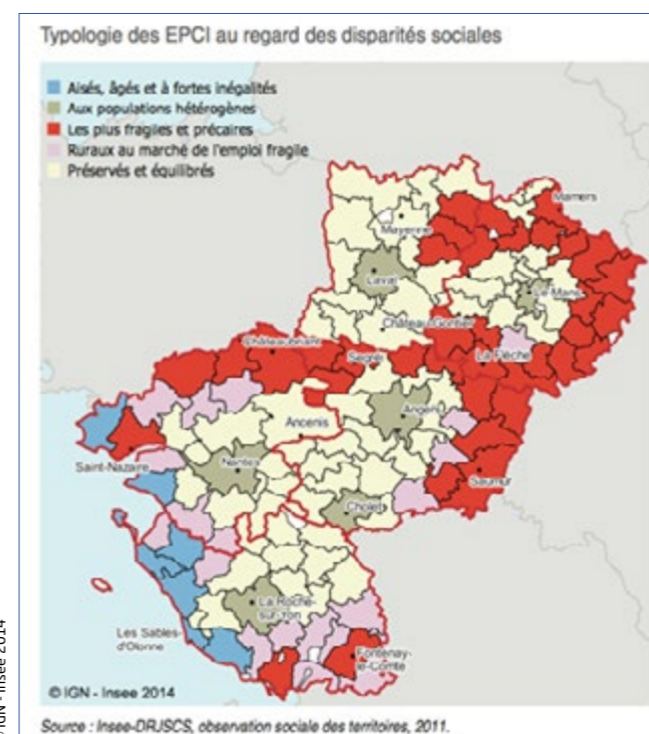 Typologie des EPCI au regard des disparités sociales
Aisés, âgés et à fortes inégalités
Aux populations hétérogènes
Les plus fragiles et précaires
Ruraux au marché de l'emploi fragile
Préservés et équilibrés
Mamers
Mayenne
Laval
Le Mans
Château-Gontier
Châteaubriant
Segré
La Flèche
Ancenis
Angers
Saint-Nazaire
Nantes
Saumur
Cholet
La Roche-
sur-Yon
Les Sables-
d'Olonne
Fontenay-
le-Comte
© IGN - Insee 2014
Source : Insee-DRJSCS, observation sociale des territoires, 2011.
IGN - Insee 2014